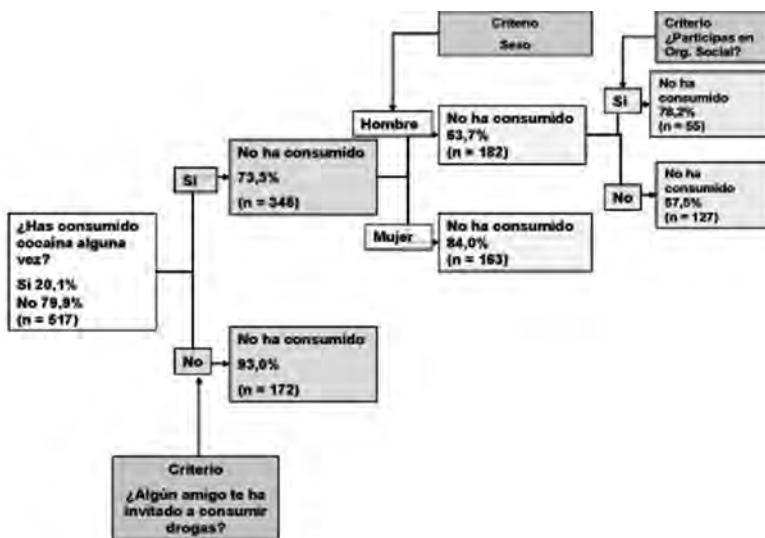 Criterio
Sexo
Criterio
¿Participas en
Org. Social?
Si
No ha
consumido
78,2%
(n = 55)
Hombre
No ha consumido
63,7%
(n = 182)
No ha consumido
73,3%
(n = 345)
Si
No
No ha
consumido
57,5%
(n = 127)
¿Has consumido
cocaína alguna
vez?
Si 20,1%
No 79,9%
(n = 517)
Mujer
No ha consumido
84,0%
(n = 163)
No
No ha consumido
93,0%
(n = 172)
Criterio
¿Algún amigo te ha
invitado a consumir
drogas?